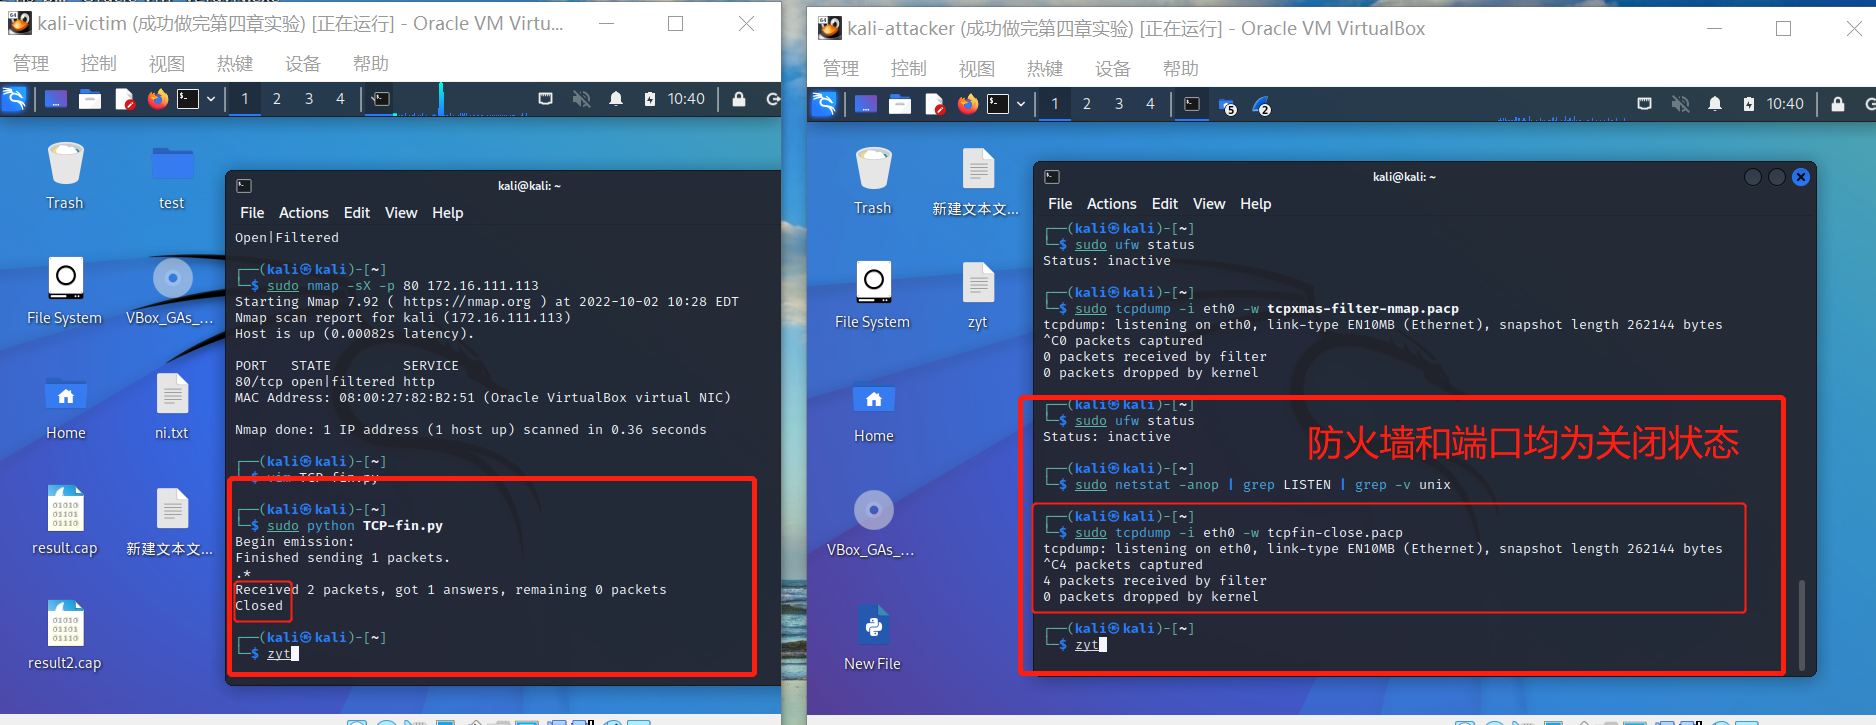 kali-victim (成功做完第四章实验) [正在运行] - Oracle VM Virtu...
管理 控制 视图 热键 设备 帮助
1 2 3 4 10:40
Trash
test
File System
VBox_GAs_...
Home
ni.txt
result.cap
新建文本文...
result2.cap
kali@kali: ~
File Actions Edit View Help
Open|Filtered
┌──(kali㉿kali)-[~]
└─$ sudo nmap -sX -p 80 172.16.111.113
Starting Nmap 7.92 ( https://nmap.org ) at 2022-10-02 10:28 EDT
Nmap scan report for kali (172.16.111.113)
Host is up (0.00082s latency).
PORT STATE SERVICE
80/tcp open|filtered http
MAC Address: 08:00:27:82:B2:51 (Oracle VirtualBox virtual NIC)
Nmap done: 1 IP address (1 host up) scanned in 0.36 seconds
┌──(kali㉿kali)-[~]
└─$ vim TCP-fin.py
┌──(kali㉿kali)-[~]
└─$ sudo python TCP-fin.py
Begin emission:
Finished sending 1 packets.
.*
Received 2 packets, got 1 answers, remaining 0 packets
Closed
┌──(kali㉿kali)-[~]
└─$ zyt
kali-attacker (成功做完第四章实验) [正在运行] - Oracle VM VirtualBox
管理 控制 视图 热键 设备 帮助
1 2 3 4 5 2 10:40
Trash
新建文本文...
File System
zyt
Home
VBox_GAs_...
New File
kali@kali: ~
File Actions Edit View Help
┌──(kali㉿kali)-[~]
└─$ sudo ufw status
Status: inactive
┌──(kali㉿kali)-[~]
└─$ sudo tcpdump -i eth0 -w tcpxmas-filter-nmap.pacp
tcpdump: listening on eth0, link-type EN10MB (Ethernet), snapshot length 262144 bytes
^C0 packets captured
0 packets received by filter
0 packets dropped by kernel
┌──(kali㉿kali)-[~]
└─$ sudo ufw status
Status: inactive
防火墙和端口均为关闭状态
┌──(kali㉿kali)-[~]
└─$ sudo netstat -anop | grep LISTEN | grep -v unix
┌──(kali㉿kali)-[~]
└─$ sudo tcpdump -i eth0 -w tcpfin-close.pacp
tcpdump: listening on eth0, link-type EN10MB (Ethernet), snapshot length 262144 bytes
^C4 packets captured
4 packets received by filter
0 packets dropped by kernel
┌──(kali㉿kali)-[~]
└─$ zyt